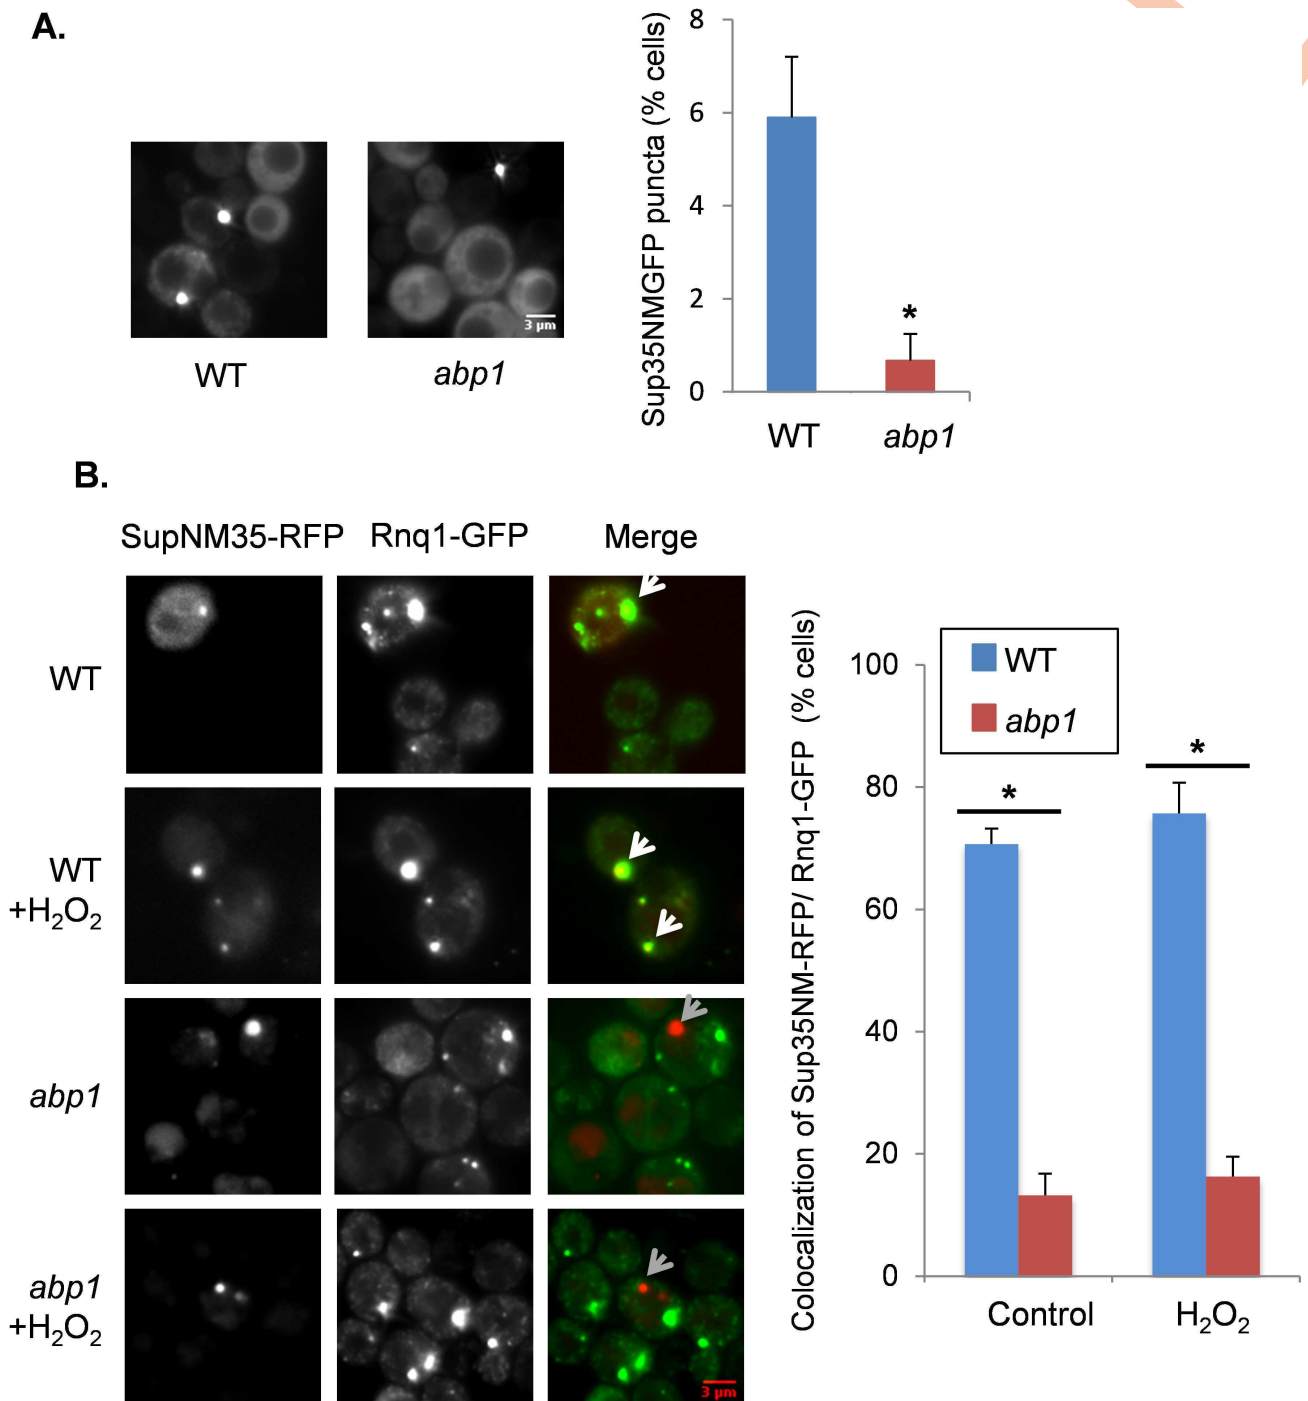 A.
WT
abp1
3 µm
Sup35NMGFP puncta (% cells)
8
6
4
2
0
*
WT
abp1
B.
SupNM35-RFP
Rnq1-GFP
Merge
WT
WT
+H₂O₂
abp1
abp1
+H₂O₂
3 µm
Colocalization of Sup35NM-RFP/ Rnq1-GFP (% cells)
WT
abp1
100
80
60
40
20
0
*
*
Control
H₂O₂